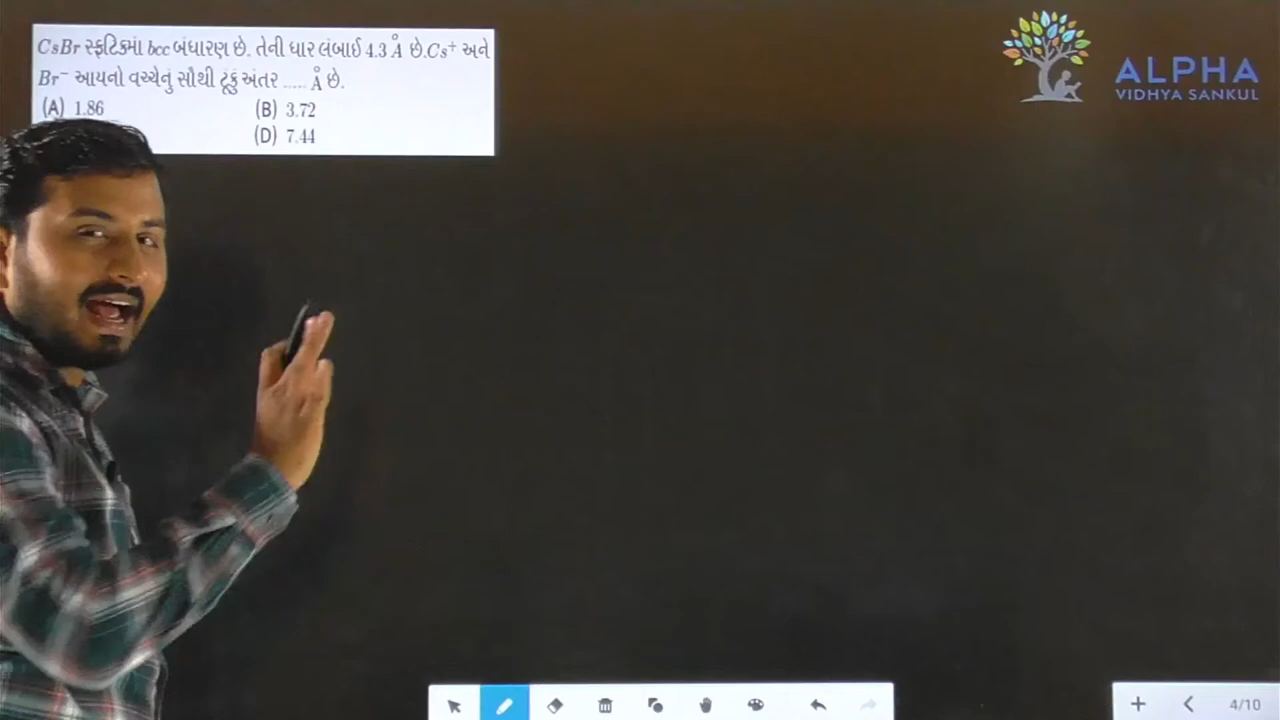 CsBr સ્ફટિકમાં bcc બંધારણ છે. તેની ધાર લંબાઈ 4.3 Å છે. Cs⁺ અને
Br⁻ આયનો વચ્ચેનું સૌથી ટૂંકું અંતર ..... Å છે.
(A) 1.86 (B) 3.72
(D) 7.44
ALPHA
VIDHYA SANKUL
4/10